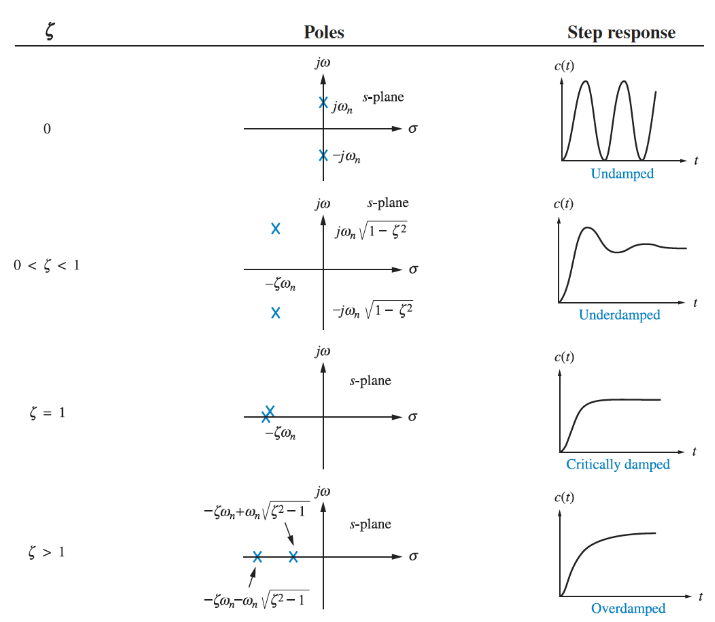 ζ Poles Step response
jω c(t)
s-plane
jωₙ
0 σ
−jωₙ t
Undamped
jω s-plane c(t)
jωₙ √1 − ζ²
0 < ζ < 1 σ
−ζωₙ
−jωₙ √1 − ζ² t
Underdamped
jω c(t)
s-plane
ζ = 1 σ
−ζωₙ t
Critically damped
jω c(t)
−ζωₙ+ωₙ√ζ² − 1
s-plane
ζ > 1 σ
−ζωₙ−ωₙ √ζ² − 1 t
Overdamped